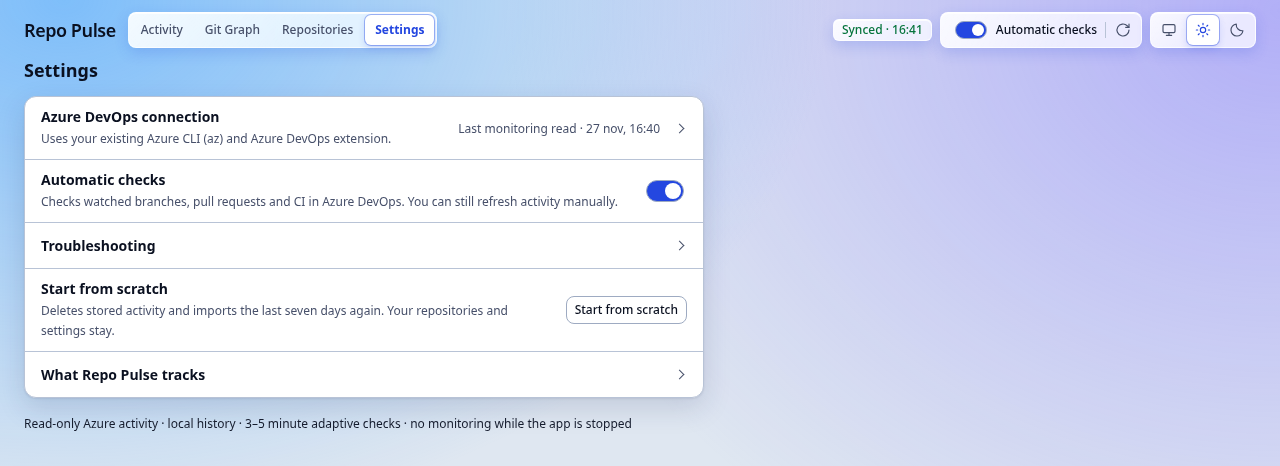 Repo Pulse
Activity
Git Graph
Repositories
Settings
Synced · 16:41
Automatic checks
Settings
Azure DevOps connection
Uses your existing Azure CLI (az) and Azure DevOps extension.
Last monitoring read · 27 nov, 16:40
Automatic checks
Checks watched branches, pull requests and CI in Azure DevOps. You can still refresh activity manually.
Troubleshooting
Start from scratch
Deletes stored activity and imports the last seven days again. Your repositories and
settings stay.
Start from scratch
What Repo Pulse tracks
Read-only Azure activity · local history · 3–5 minute adaptive checks · no monitoring while the app is stopped